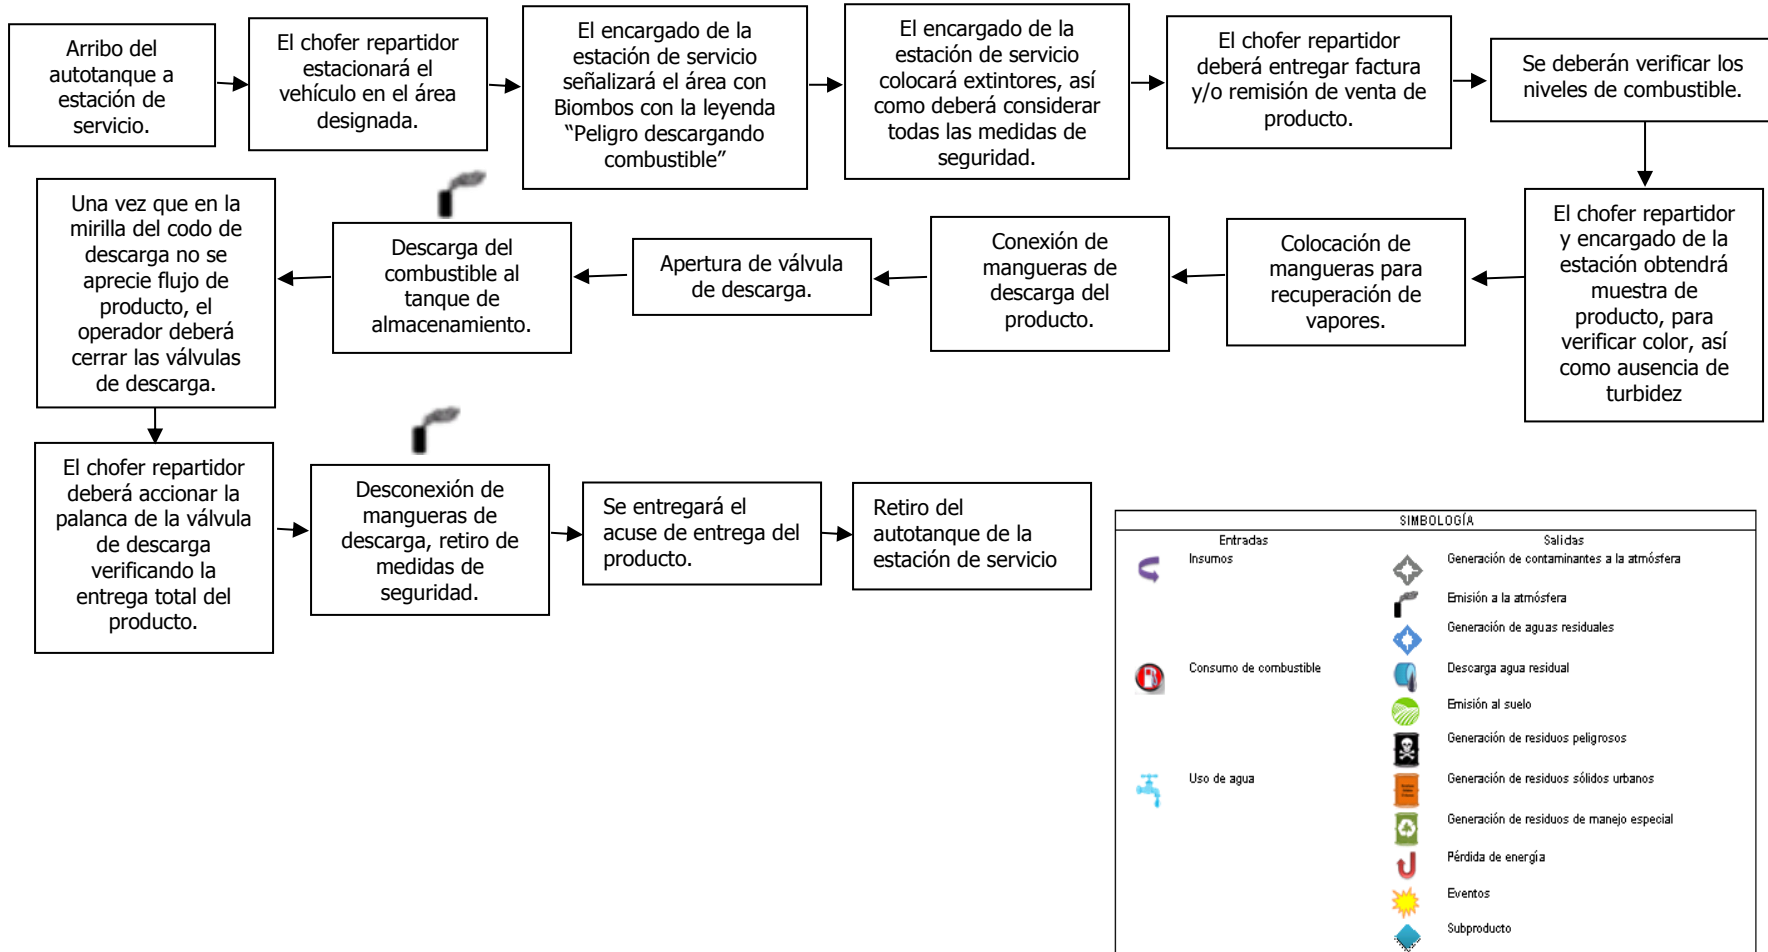 Arribo del
autotanque a
estación de
servicio.
El chofer repartidor
estacionará el
vehículo en el área
designada.
El encargado de la
estación de servicio
señalizará el área con
Biombos con la leyenda
“Peligro descargando
combustible”
El encargado de la
estación de servicio
colocará extintores, así
como deberá considerar
todas las medidas de
seguridad.
El chofer repartidor
deberá entregar factura
y/o remisión de venta de
producto.
Se deberán verificar los
niveles de combustible.
El chofer repartidor
y encargado de la
estación obtendrá
muestra de
producto, para
verificar color, así
como ausencia de
turbidez
Colocación de
mangueras para
recuperación de
vapores.
Conexión de
mangueras de
descarga del
producto.
Apertura de válvula
de descarga.
Descarga del
combustible al
tanque de
almacenamiento.
Una vez que en la
mirilla del codo de
descarga no se
aprecie flujo de
producto, el
operador deberá
cerrar las válvulas
de descarga.
El chofer repartidor
deberá accionar la
palanca de la válvula
de descarga
verificando la
entrega total del
producto.
Desconexión de
mangueras de
descarga, retiro de
medidas de
seguridad.
Se entregará el
acuse de entrega del
producto.
Retiro del
autotanque de la
estación de servicio
SIMBOLOGÍA
Entradas
Salidas
Insumos
Generación de contaminantes a la atmósfera
Emisión a la atmósfera
Generación de aguas residuales
Consumo de combustible
Descarga agua residual
Emisión al suelo
Generación de residuos peligrosos
Uso de agua
Generación de residuos sólidos urbanos
Generación de residuos de manejo especial
Pérdida de energía
Eventos
Subproducto